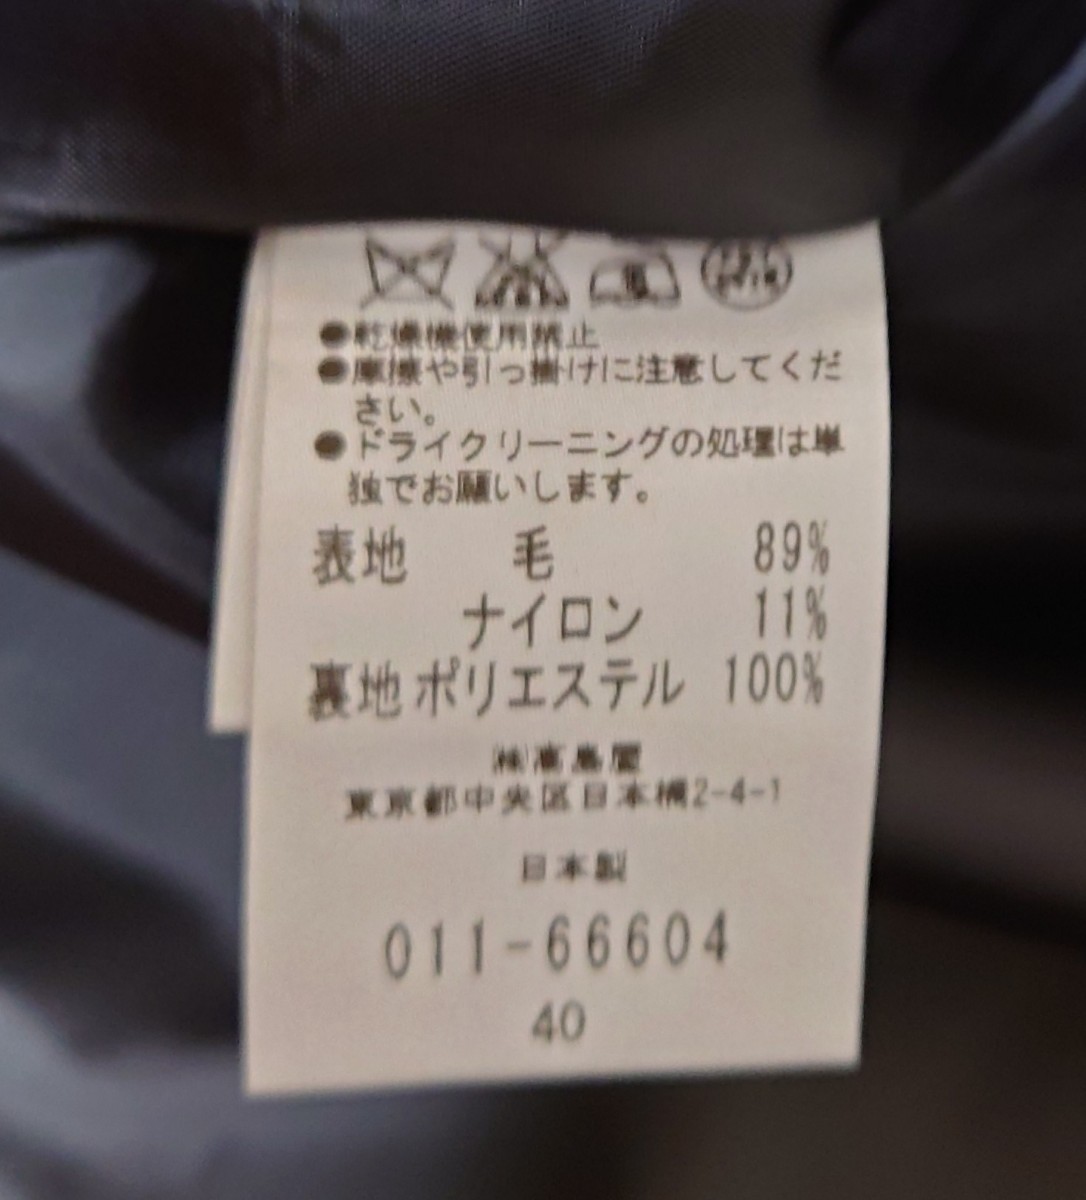 ●乾燥機使用禁止
●摩擦や引っ掛けに注意してくだ
さい。
●ドライクリーニングの処理は単
独でお願いします。
表地 毛 89%
ナイロン 11%
裏地 ポリエステル 100%
㈱高島屋
東京都中央区日本橋2-4-1
日本製
011-66604
40